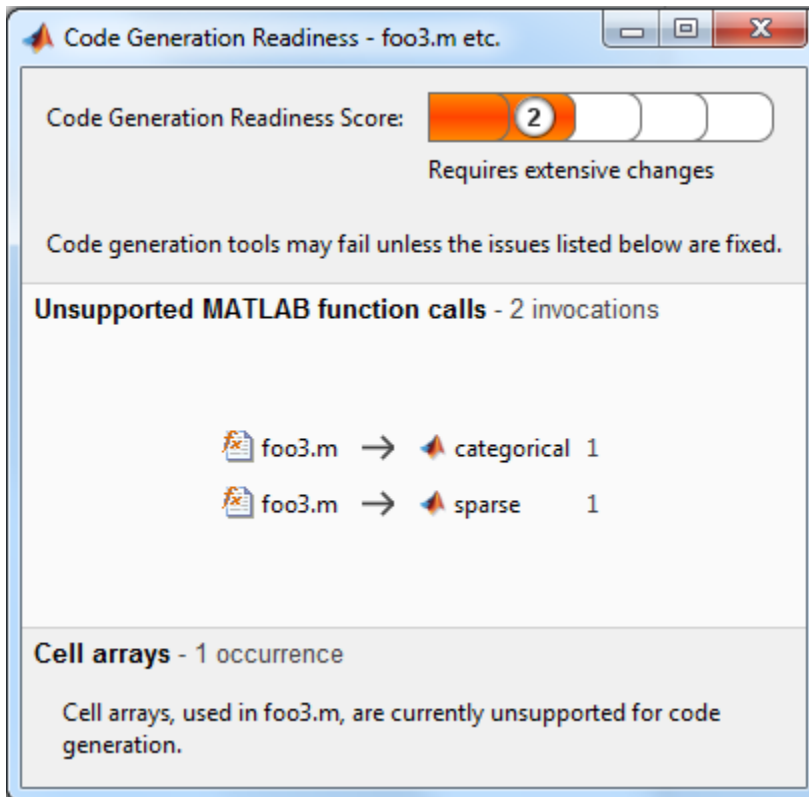 Code Generation Readiness - foo3.m etc.
Code Generation Readiness Score:
2
Requires extensive changes
Code generation tools may fail unless the issues listed below are fixed.
Unsupported MATLAB function calls - 2 invocations
foo3.m → categorical 1
foo3.m → sparse 1
Cell arrays - 1 occurrence
Cell arrays, used in foo3.m, are currently unsupported for code
generation.